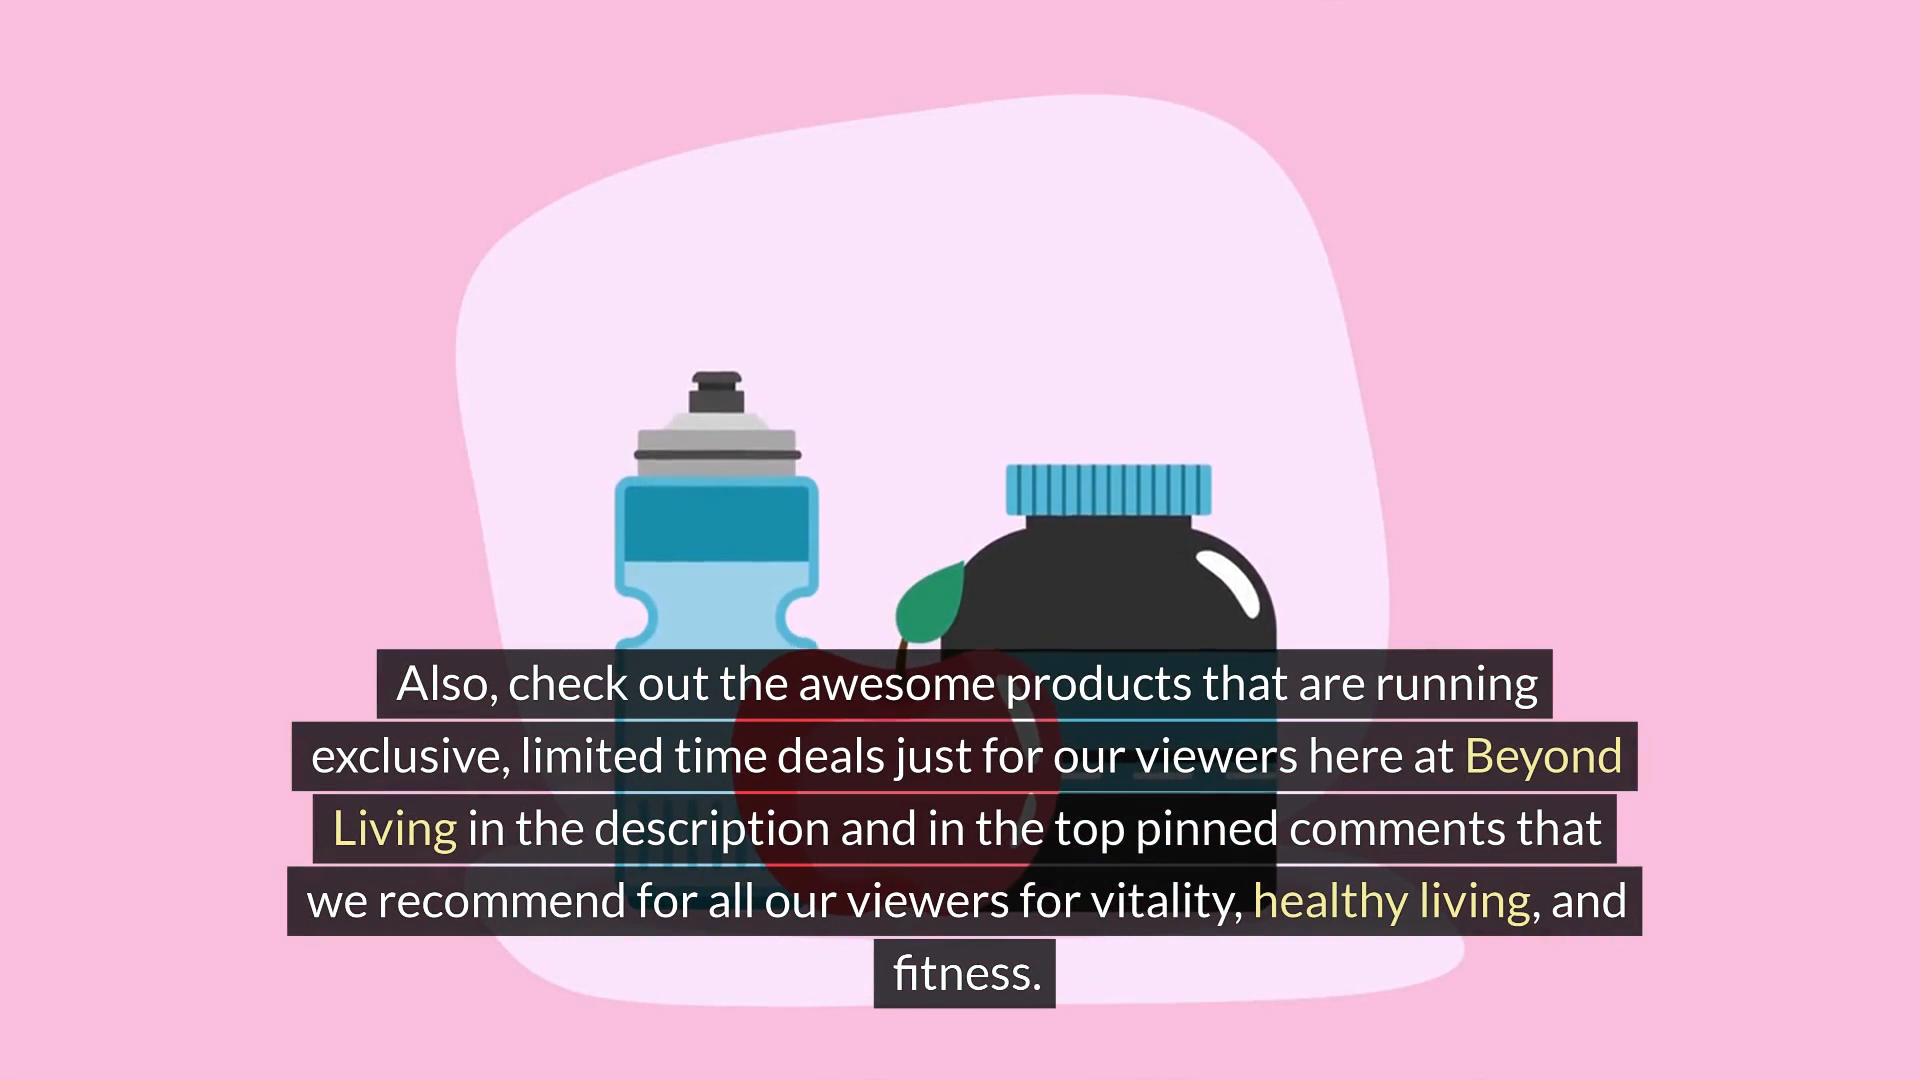 Also, check out the awesome products that are running
exclusive, limited time deals just for our viewers here at Beyond
Living in the description and in the top pinned comments that
we recommend for all our viewers for vitality, healthy living, and
fitness.